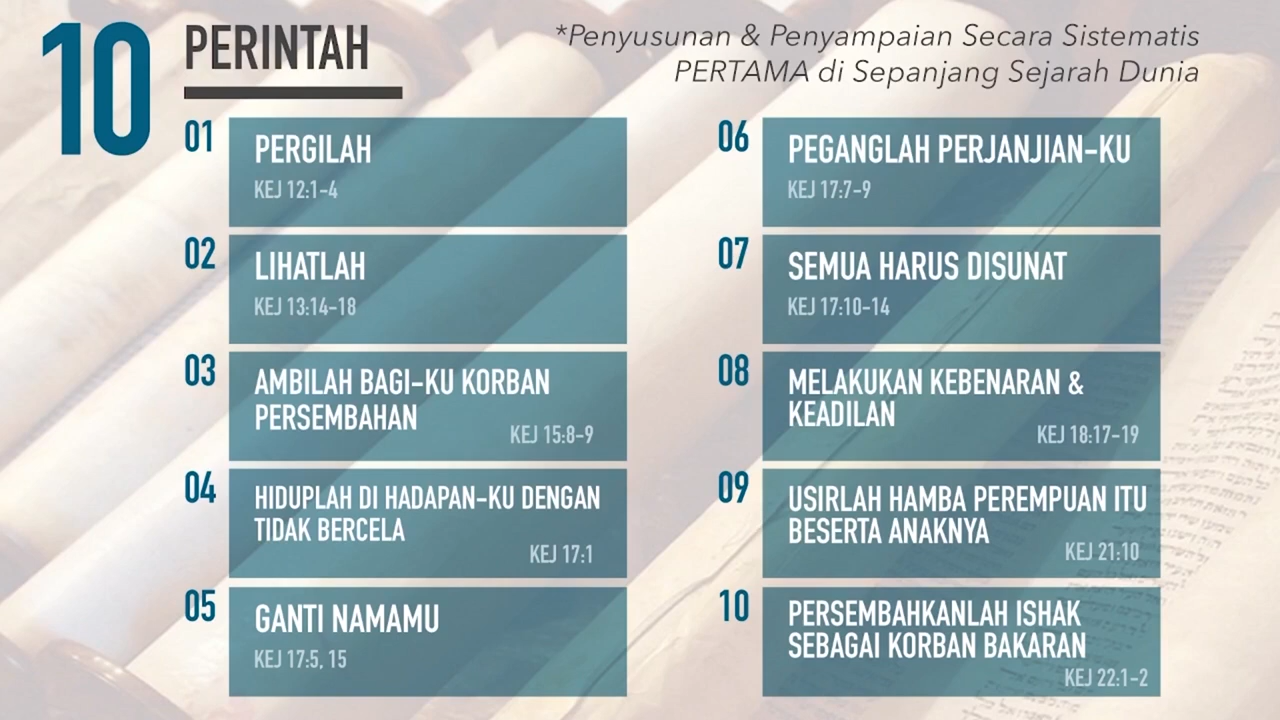 10 PERINTAH
*Penyusunan & Penyampaian Secara Sistematis
PERTAMA di Sepanjang Sejarah Dunia
01
PERGILAH
KEJ 12:1-4
02
LIHATLAH
KEJ 13:14-18
03
AMBILAH BAGI-KU KORBAN
PERSEMBAHAN
KEJ 15:8-9
04
HIDUPLAH DI HADAPAN-KU DENGAN
TIDAK BERCELA
KEJ 17:1
05
GANTI NAMAMU
KEJ 17:5, 15
06
PEGANGLAH PERJANJIAN-KU
KEJ 17:7-9
07
SEMUA HARUS DISUNAT
KEJ 17:10-14
08
MELAKUKAN KEBENARAN &
KEADILAN
KEJ 18:17-19
09
USIRLAH HAMBA PEREMPUAN ITU
BESERTA ANAKNYA
KEJ 21:10
10
PERSEMBAHKANLAH ISHAK
SEBAGAI KORBAN BAKARAN
KEJ 22:1-2